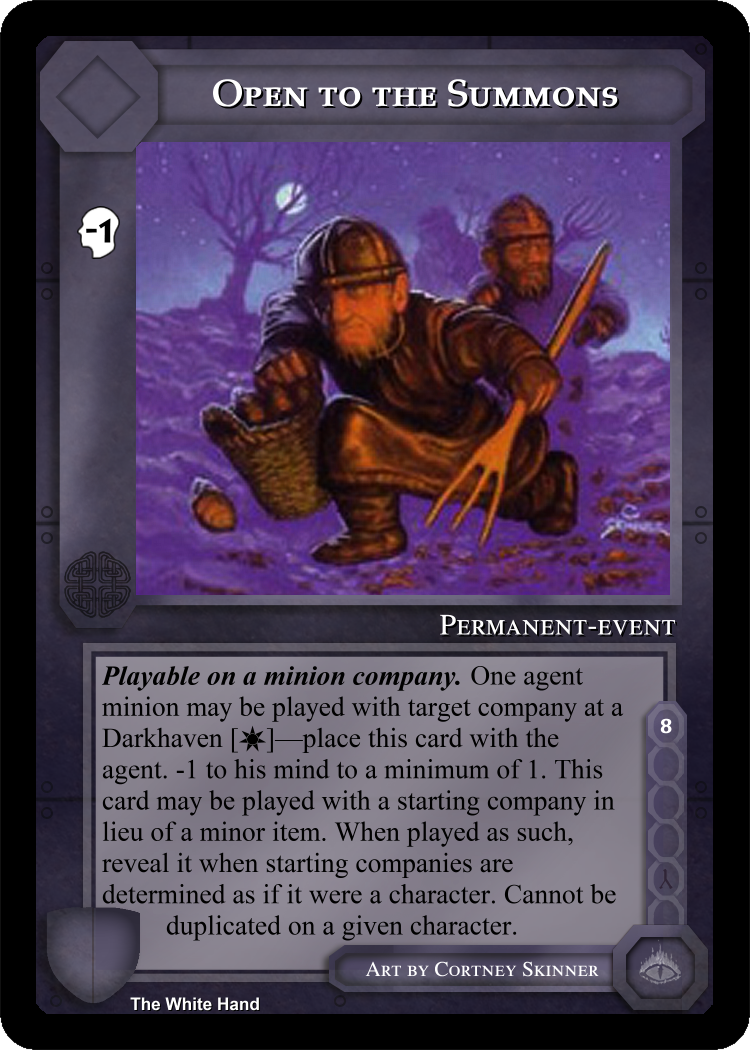 Open to the Summons
-1
C. Skinner
Permanent-event
Playable on a minion company. One agent
minion may be played with target company at a
Darkhaven [✷]—place this card with the
agent. -1 to his mind to a minimum of 1. This
card may be played with a starting company in
lieu of a minor item. When played as such,
reveal it when starting companies are
determined as if it were a character. Cannot be
duplicated on a given character.
8
Art by Cortney Skinner
The White Hand